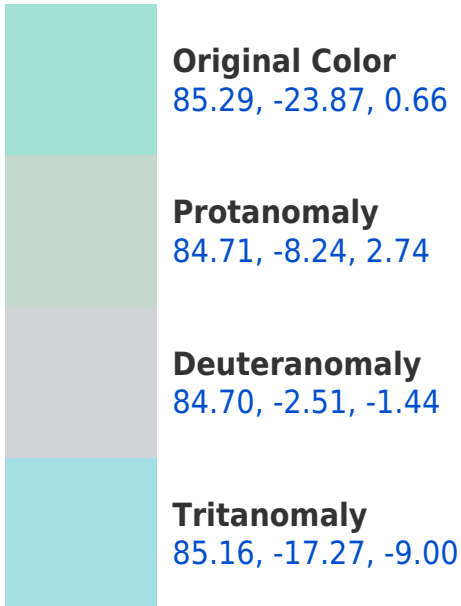 Original Color
85.29, -23.87, 0.66
Protanomaly
84.71, -8.24, 2.74
Deuteranomaly
84.70, -2.51, -1.44
Tritanomaly
85.16, -17.27, -9.00